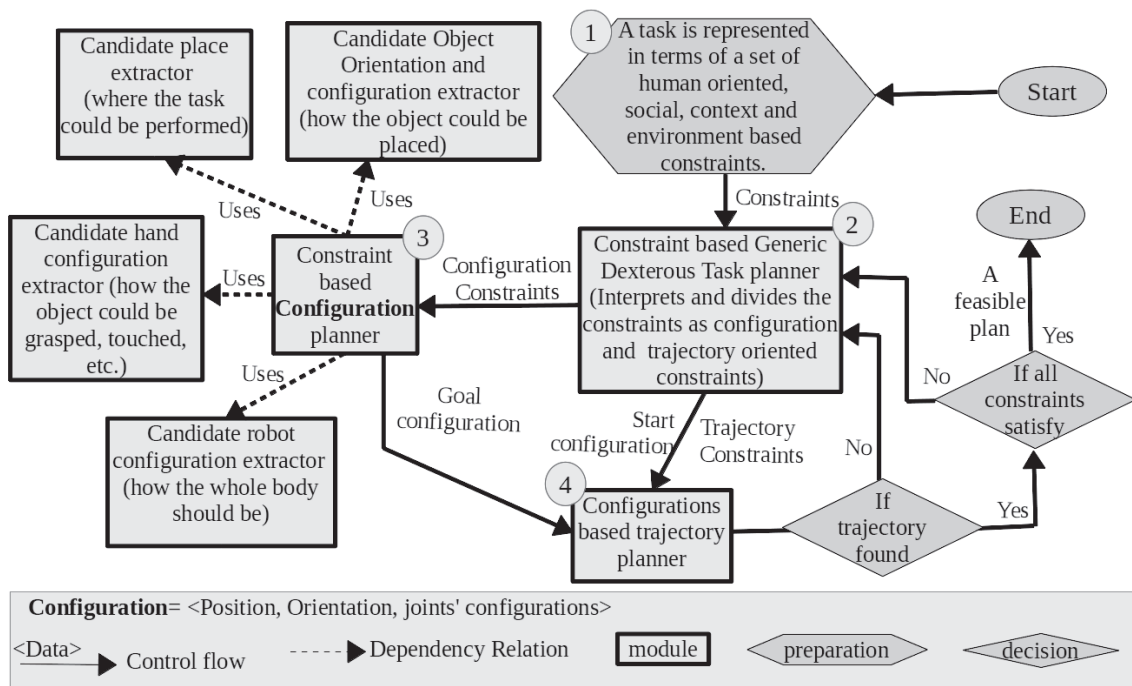 Candidate place
extractor
(where the task
could be performed)
Candidate Object
Orientation and
configuration extractor
(how the object could be
placed)
1
A task is represented
in terms of a set of
human oriented,
social, context and
environment based
constraints.
Start
Uses
Uses
Constraints
End
Candidate hand
configuration
extractor (how the
object could be
grasped, touched,
etc.)
Uses
3
Constraint
based
Configuration
planner
Configuration
Constraints
2
Constraint based Generic
Dexterous Task planner
(Interprets and divides the
constraints as configuration
and trajectory oriented
constraints)
A
feasible
plan
Yes
No
If all
constraints
satisfy
Uses
Goal
configuration
Start
configuration
Trajectory
Constraints
No
Candidate robot
configuration extractor
(how the whole body
should be)
4
Configurations
based trajectory
planner
If
trajectory
found
Yes
Configuration= <Position, Orientation, joints' configurations>
<Data>
Control flow
Dependency Relation
module
preparation
decision